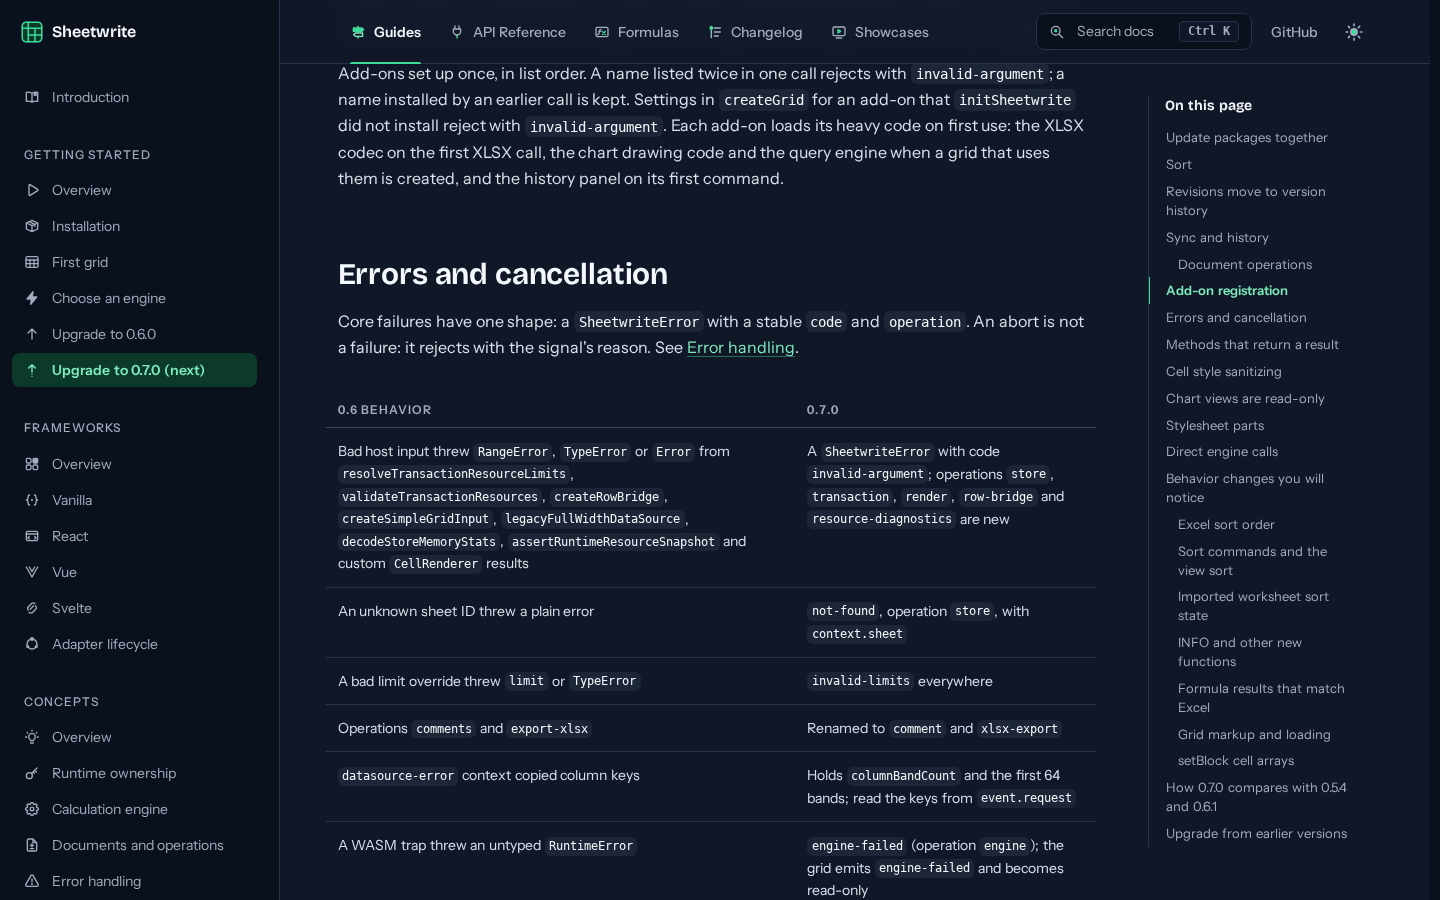 Sheetwrite
Guides
API Reference
Formulas
Changelog
Showcases
Search docs
Ctrl K
GitHub
Introduction
GETTING STARTED
Overview
Installation
First grid
Choose an engine
Upgrade to 0.6.0
Upgrade to 0.7.0 (next)
FRAMEWORKS
Overview
Vanilla
React
Vue
Svelte
Adapter lifecycle
CONCEPTS
Overview
Runtime ownership
Calculation engine
Documents and operations
Error handling
Add-ons set up once, in list order. A name listed twice in one call rejects with invalid-argument; a
name installed by an earlier call is kept. Settings in createGrid for an add-on that initSheetwrite
did not install reject with invalid-argument. Each add-on loads its heavy code on first use: the XLSX
codec on the first XLSX call, the chart drawing code and the query engine when a grid that uses
them is created, and the history panel on its first command.
Errors and cancellation
Core failures have one shape: a SheetwriteError with a stable code and operation. An abort is not
a failure: it rejects with the signal's reason. See Error handling.
0.6 BEHAVIOR
0.7.0
Bad host input threw RangeError, TypeError or Error from
resolveTransactionResourceLimits,
validateTransactionResources, createRowBridge,
createSimpleGridInput, legacyFullWidthDataSource,
decodeStoreMemoryStats, assertRuntimeResourceSnapshot and
custom CellRenderer results
A SheetwriteError with code
invalid-argument; operations store,
transaction, render, row-bridge and
resource-diagnostics are new
An unknown sheet ID threw a plain error
not-found, operation store, with
context.sheet
A bad limit override threw limit or TypeError
invalid-limits everywhere
Operations comments and export-xlsx
Renamed to comment and xlsx-export
datasource-error context copied column keys
Holds columnBandCount and the first 64
bands; read the keys from event.request
A WASM trap threw an untyped RuntimeError
engine-failed (operation engine); the
grid emits engine-failed and becomes
read-only
On this page
Update packages together
Sort
Revisions move to version
history
Sync and history
Document operations
Add-on registration
Errors and cancellation
Methods that return a result
Cell style sanitizing
Chart views are read-only
Stylesheet parts
Direct engine calls
Behavior changes you will
notice
Excel sort order
Sort commands and the
view sort
Imported worksheet sort
state
INFO and other new
functions
Formula results that match
Excel
Grid markup and loading
setBlock cell arrays
How 0.7.0 compares with 0.5.4
and 0.6.1
Upgrade from earlier versions